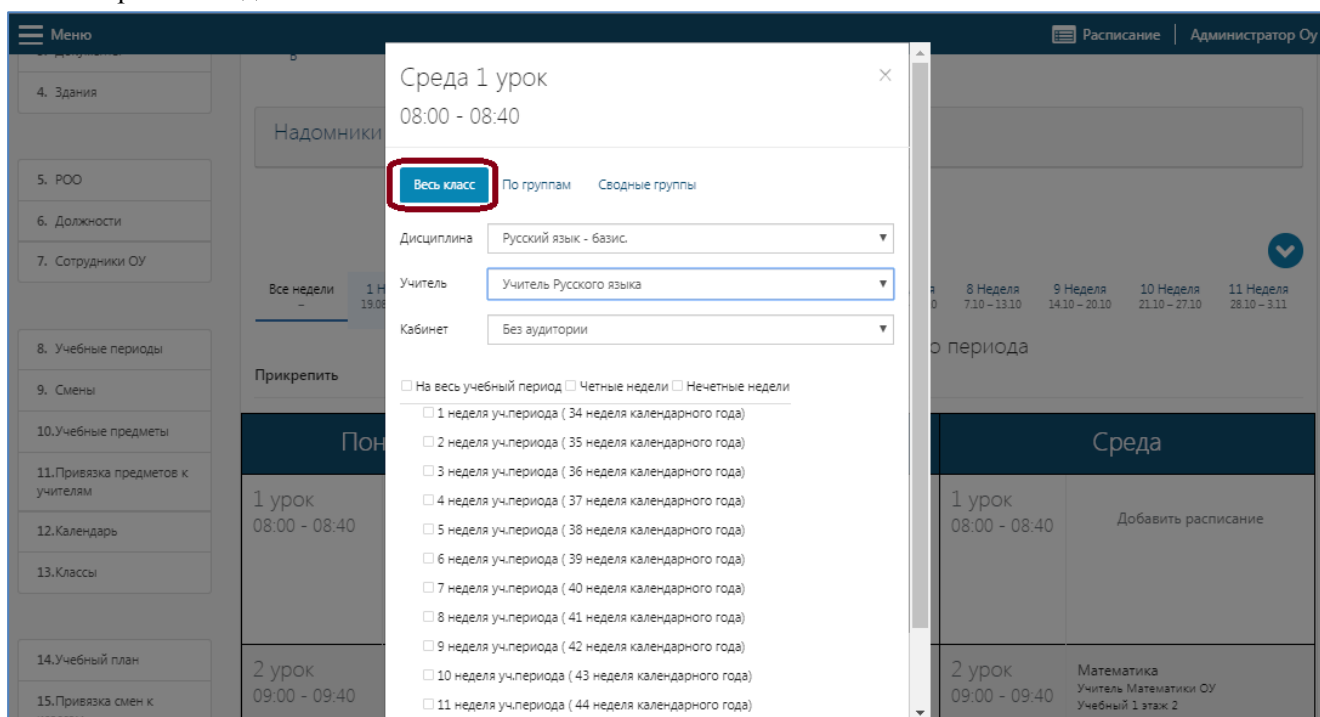 Меню
Расписание
Администратор Оу
4. Здания
5. РОО
6. Должности
7. Сотрудники ОУ
8. Учебные периоды
9. Смены
10.Учебные предметы
11.Привязка предметов к
учителям
12.Календарь
13.Классы
14.Учебный план
15.Привязка смен к
Надомники
Все недели
–
1 Н
19.08
8 Неделя
7.10 – 13.10
9 Неделя
14.10 – 20.10
10 Неделя
21.10 – 27.10
11 Неделя
28.10 – 3.11
о периода
Прикрепить
Пон
1 урок
08:00 - 08:40
2 урок
09:00 - 09:40
Среда 1 урок
×
08:00 - 08:40
Весь класс
По группам
Сводные группы
Дисциплина
Русский язык - базис.
Учитель
Учитель Русского языка
Кабинет
Без аудитории
На весь учебный период Четные недели Нечетные недели
1 неделя уч.периода ( 34 неделя календарного года)
2 неделя уч.периода ( 35 неделя календарного года)
3 неделя уч.периода ( 36 неделя календарного года)
4 неделя уч.периода ( 37 неделя календарного года)
5 неделя уч.периода ( 38 неделя календарного года)
6 неделя уч.периода ( 39 неделя календарного года)
7 неделя уч.периода ( 40 неделя календарного года)
8 неделя уч.периода ( 41 неделя календарного года)
9 неделя уч.периода ( 42 неделя календарного года)
10 неделя уч.периода ( 43 неделя календарного года)
11 неделя уч.периода ( 44 неделя календарного года)
Среда
1 урок
08:00 - 08:40
Добавить расписание
2 урок
09:00 - 09:40
Математика
Учитель Математики ОУ
Учебный 1 этаж 2